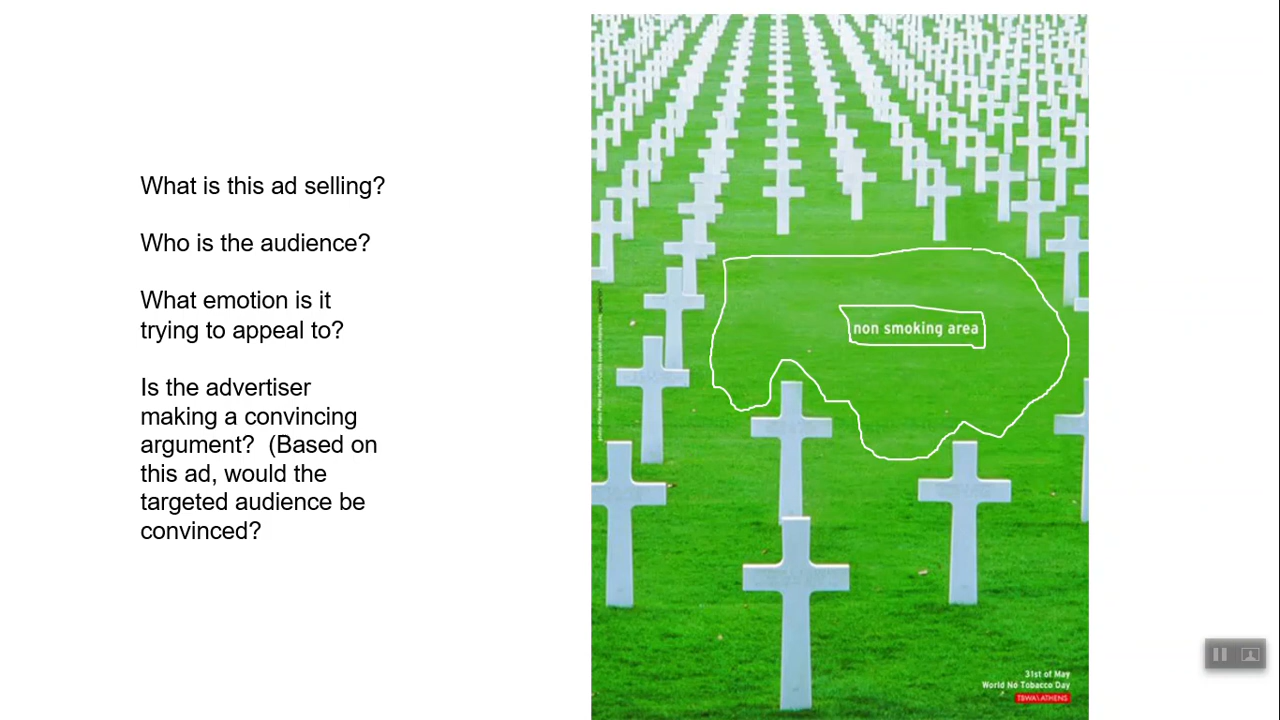 What is this ad selling?
Who is the audience?
What emotion is it
trying to appeal to?
Is the advertiser
making a convincing
argument?  (Based on
this ad, would the
targeted audience be
convinced?
non smoking area
31st of May
World No Tobacco Day
TBWA\ATHENS